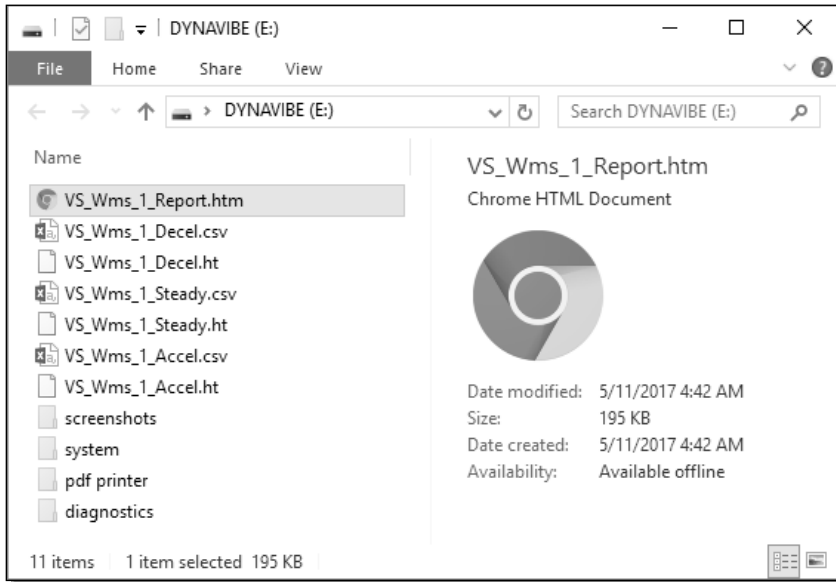 DYNAVIBE (E:)
File Home Share View
DYNAVIBE (E:) Search DYNAVIBE (E:)
Name
VS_Wms_1_Report.htm
VS_Wms_1_Decel.csv
VS_Wms_1_Decel.ht
VS_Wms_1_Steady.csv
VS_Wms_1_Steady.ht
VS_Wms_1_Accel.csv
VS_Wms_1_Accel.ht
screenshots
system
pdf printer
diagnostics
VS_Wms_1_Report.htm
Chrome HTML Document
Date modified: 5/11/2017 4:42 AM
Size: 195 KB
Date created: 5/11/2017 4:42 AM
Availability: Available offline
11 items 1 item selected 195 KB